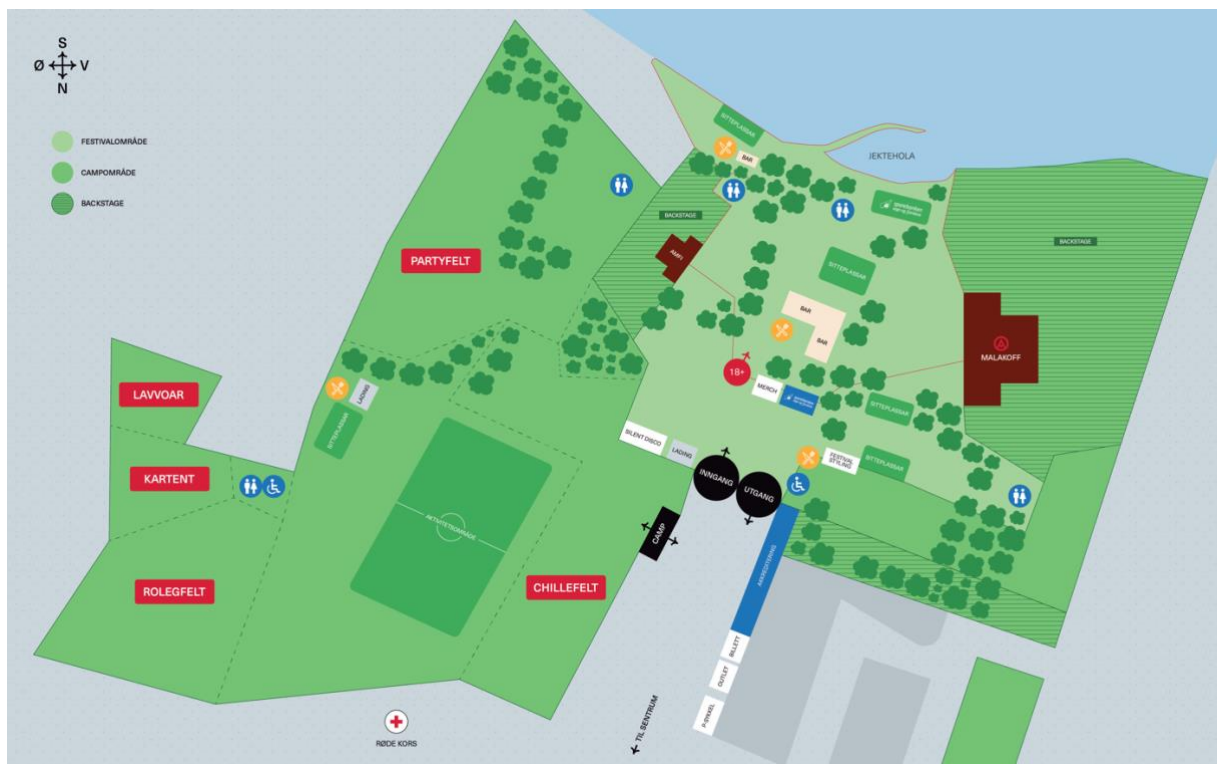 S
Ø V
N
FESTIVALOMRÅDE
CAMPOMRÅDE
BACKSTAGE
SITTEPLASSAR
BAR
JEKTEHOLA
BACKSTAGE
BACKSTAGE
AMFI
PARTYFELT
SITTEPLASSAR
BAR
BAR
MALAKOFF
18+
MERCH
LAVVOAR
LADING
SITTEPLASSAR
SITTEPLASSAR
SILENT DISCO
LADING
INNGANG
UTGANG
FESTIVAL
STYLING
SITTEPLASSAR
KARTENT
AKTIVITETSOMRÅDE
CAMP
AKKREDITERING
ROLEGFELT
CHILLEFELT
BILLETT
OUTLET
P-SYKKEL
TIL SENTRUM
RØDE KORS